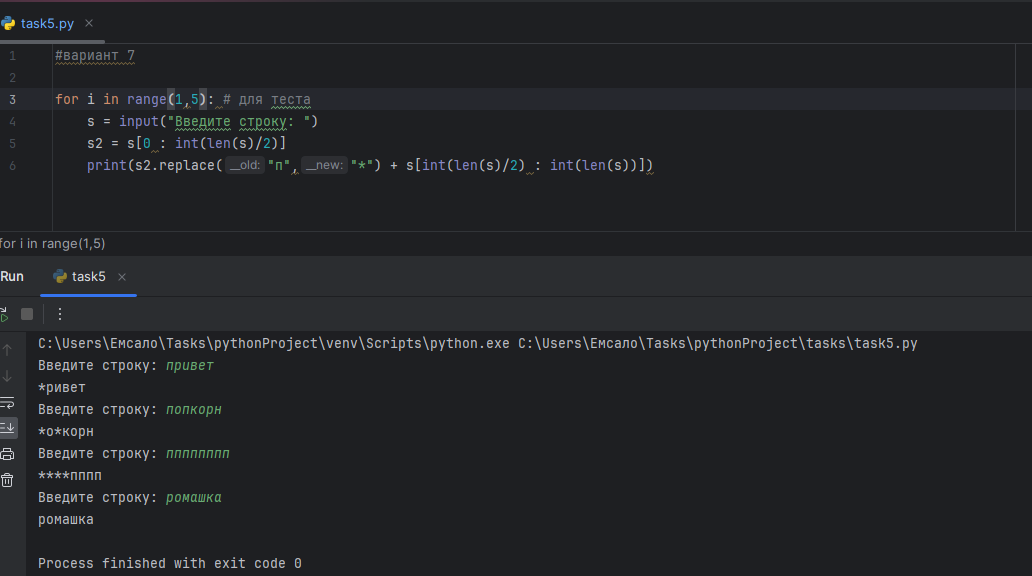 task5.py
1 #вариант 7
2
3 for i in range(1,5): # для теста
4 s = input("Введите строку: ")
5 s2 = s[0 : int(len(s)/2)]
6 print(s2.replace( __old: "п", __new: "*") + s[int(len(s)/2) : int(len(s))])
for i in range(1,5)
Run task5
C:\Users\Емсало\Tasks\pythonProject\venv\Scripts\python.exe C:\Users\Емсало\Tasks\pythonProject\tasks\task5.py
Введите строку: привет
*ривет
Введите строку: попкорн
*о*корн
Введите строку: пппппппп
****пппп
Введите строку: ромашка
ромашка
Process finished with exit code 0